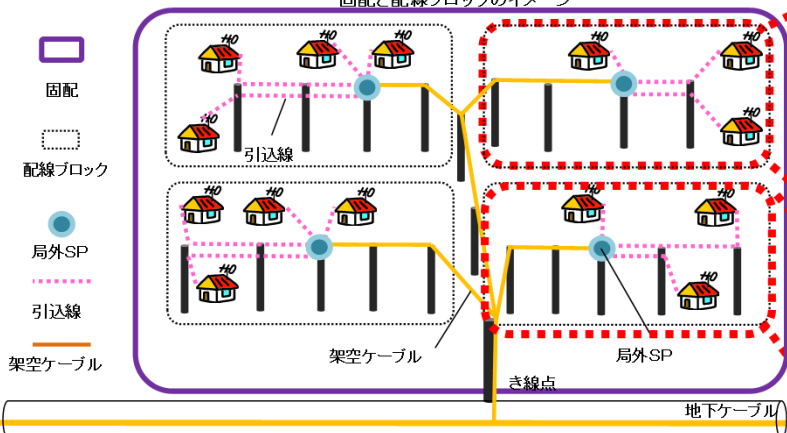 固配と配線ブロックのイメージ
固配
配線ブロック
局外SP
引込線
架空ケーブル
引込線
架空ケーブル
局外SP
き線点
地下ケーブル